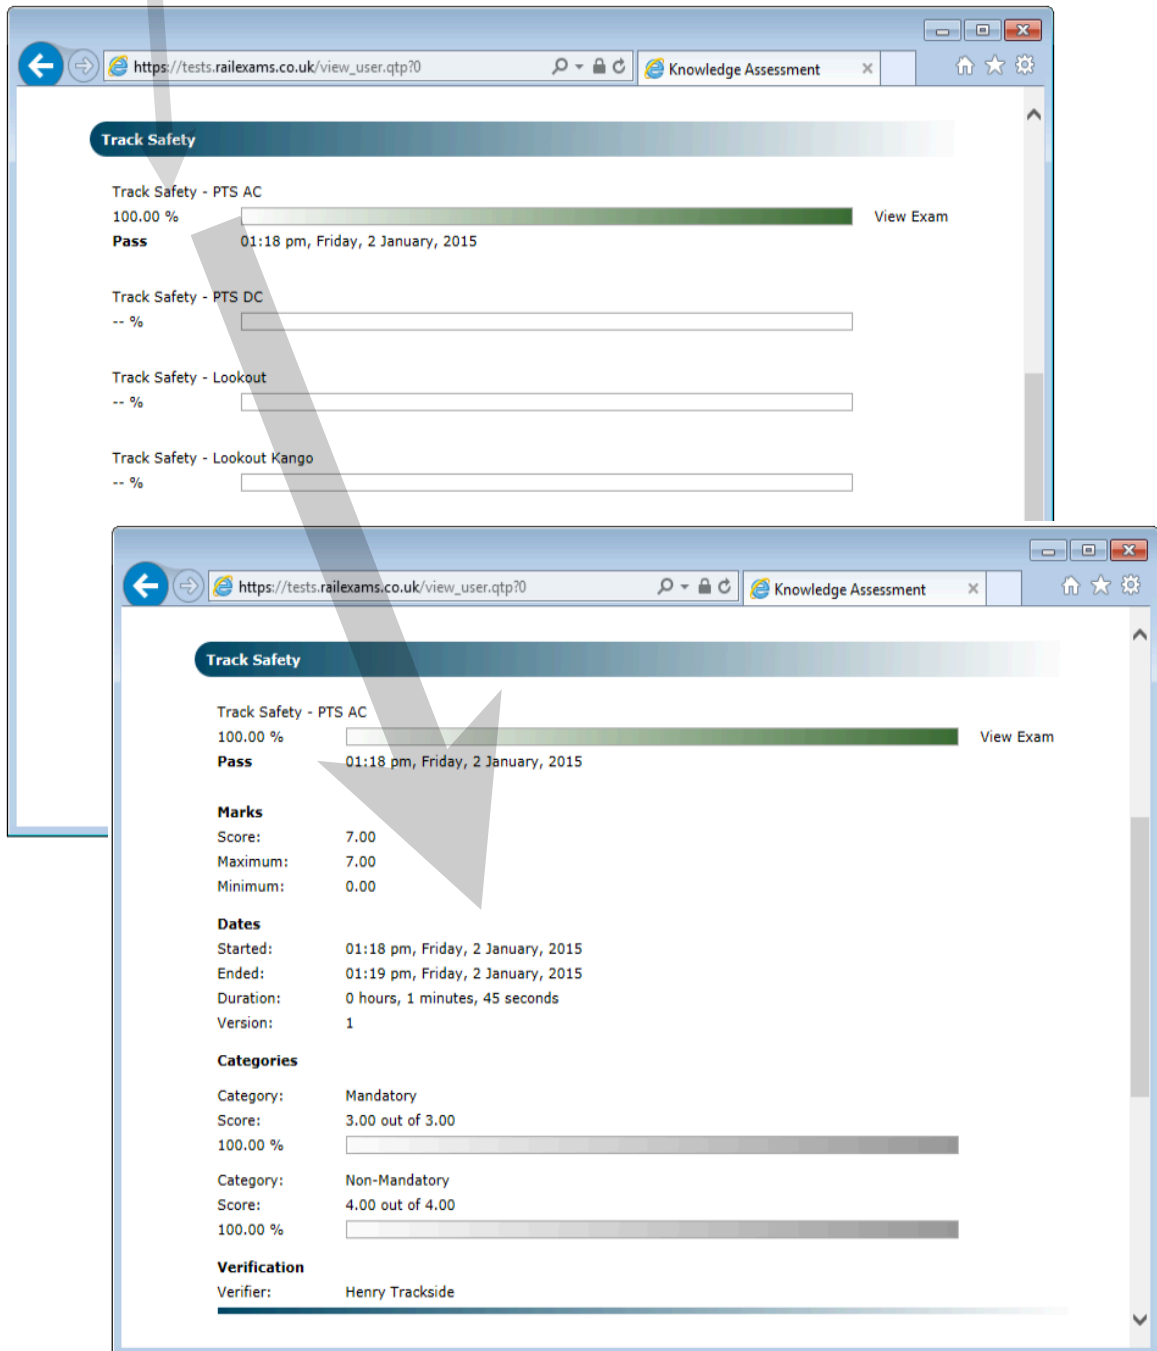 https://tests.railexams.co.uk/view_user.qtp?0 Knowledge Assessment
Track Safety
Track Safety - PTS AC
100.00 % View Exam
Pass 01:18 pm, Friday, 2 January, 2015
Track Safety - PTS DC
-- %
Track Safety - Lookout
-- %
Track Safety - Lookout Kango
-- %
https://tests.railexams.co.uk/view_user.qtp?0 Knowledge Assessment
Track Safety
Track Safety - PTS AC
100.00 % View Exam
Pass 01:18 pm, Friday, 2 January, 2015
Marks
Score: 7.00
Maximum: 7.00
Minimum: 0.00
Dates
Started: 01:18 pm, Friday, 2 January, 2015
Ended: 01:19 pm, Friday, 2 January, 2015
Duration: 0 hours, 1 minutes, 45 seconds
Version: 1
Categories
Category: Mandatory
Score: 3.00 out of 3.00
100.00 %
Category: Non-Mandatory
Score: 4.00 out of 4.00
100.00 %
Verification
Verifier: Henry Trackside